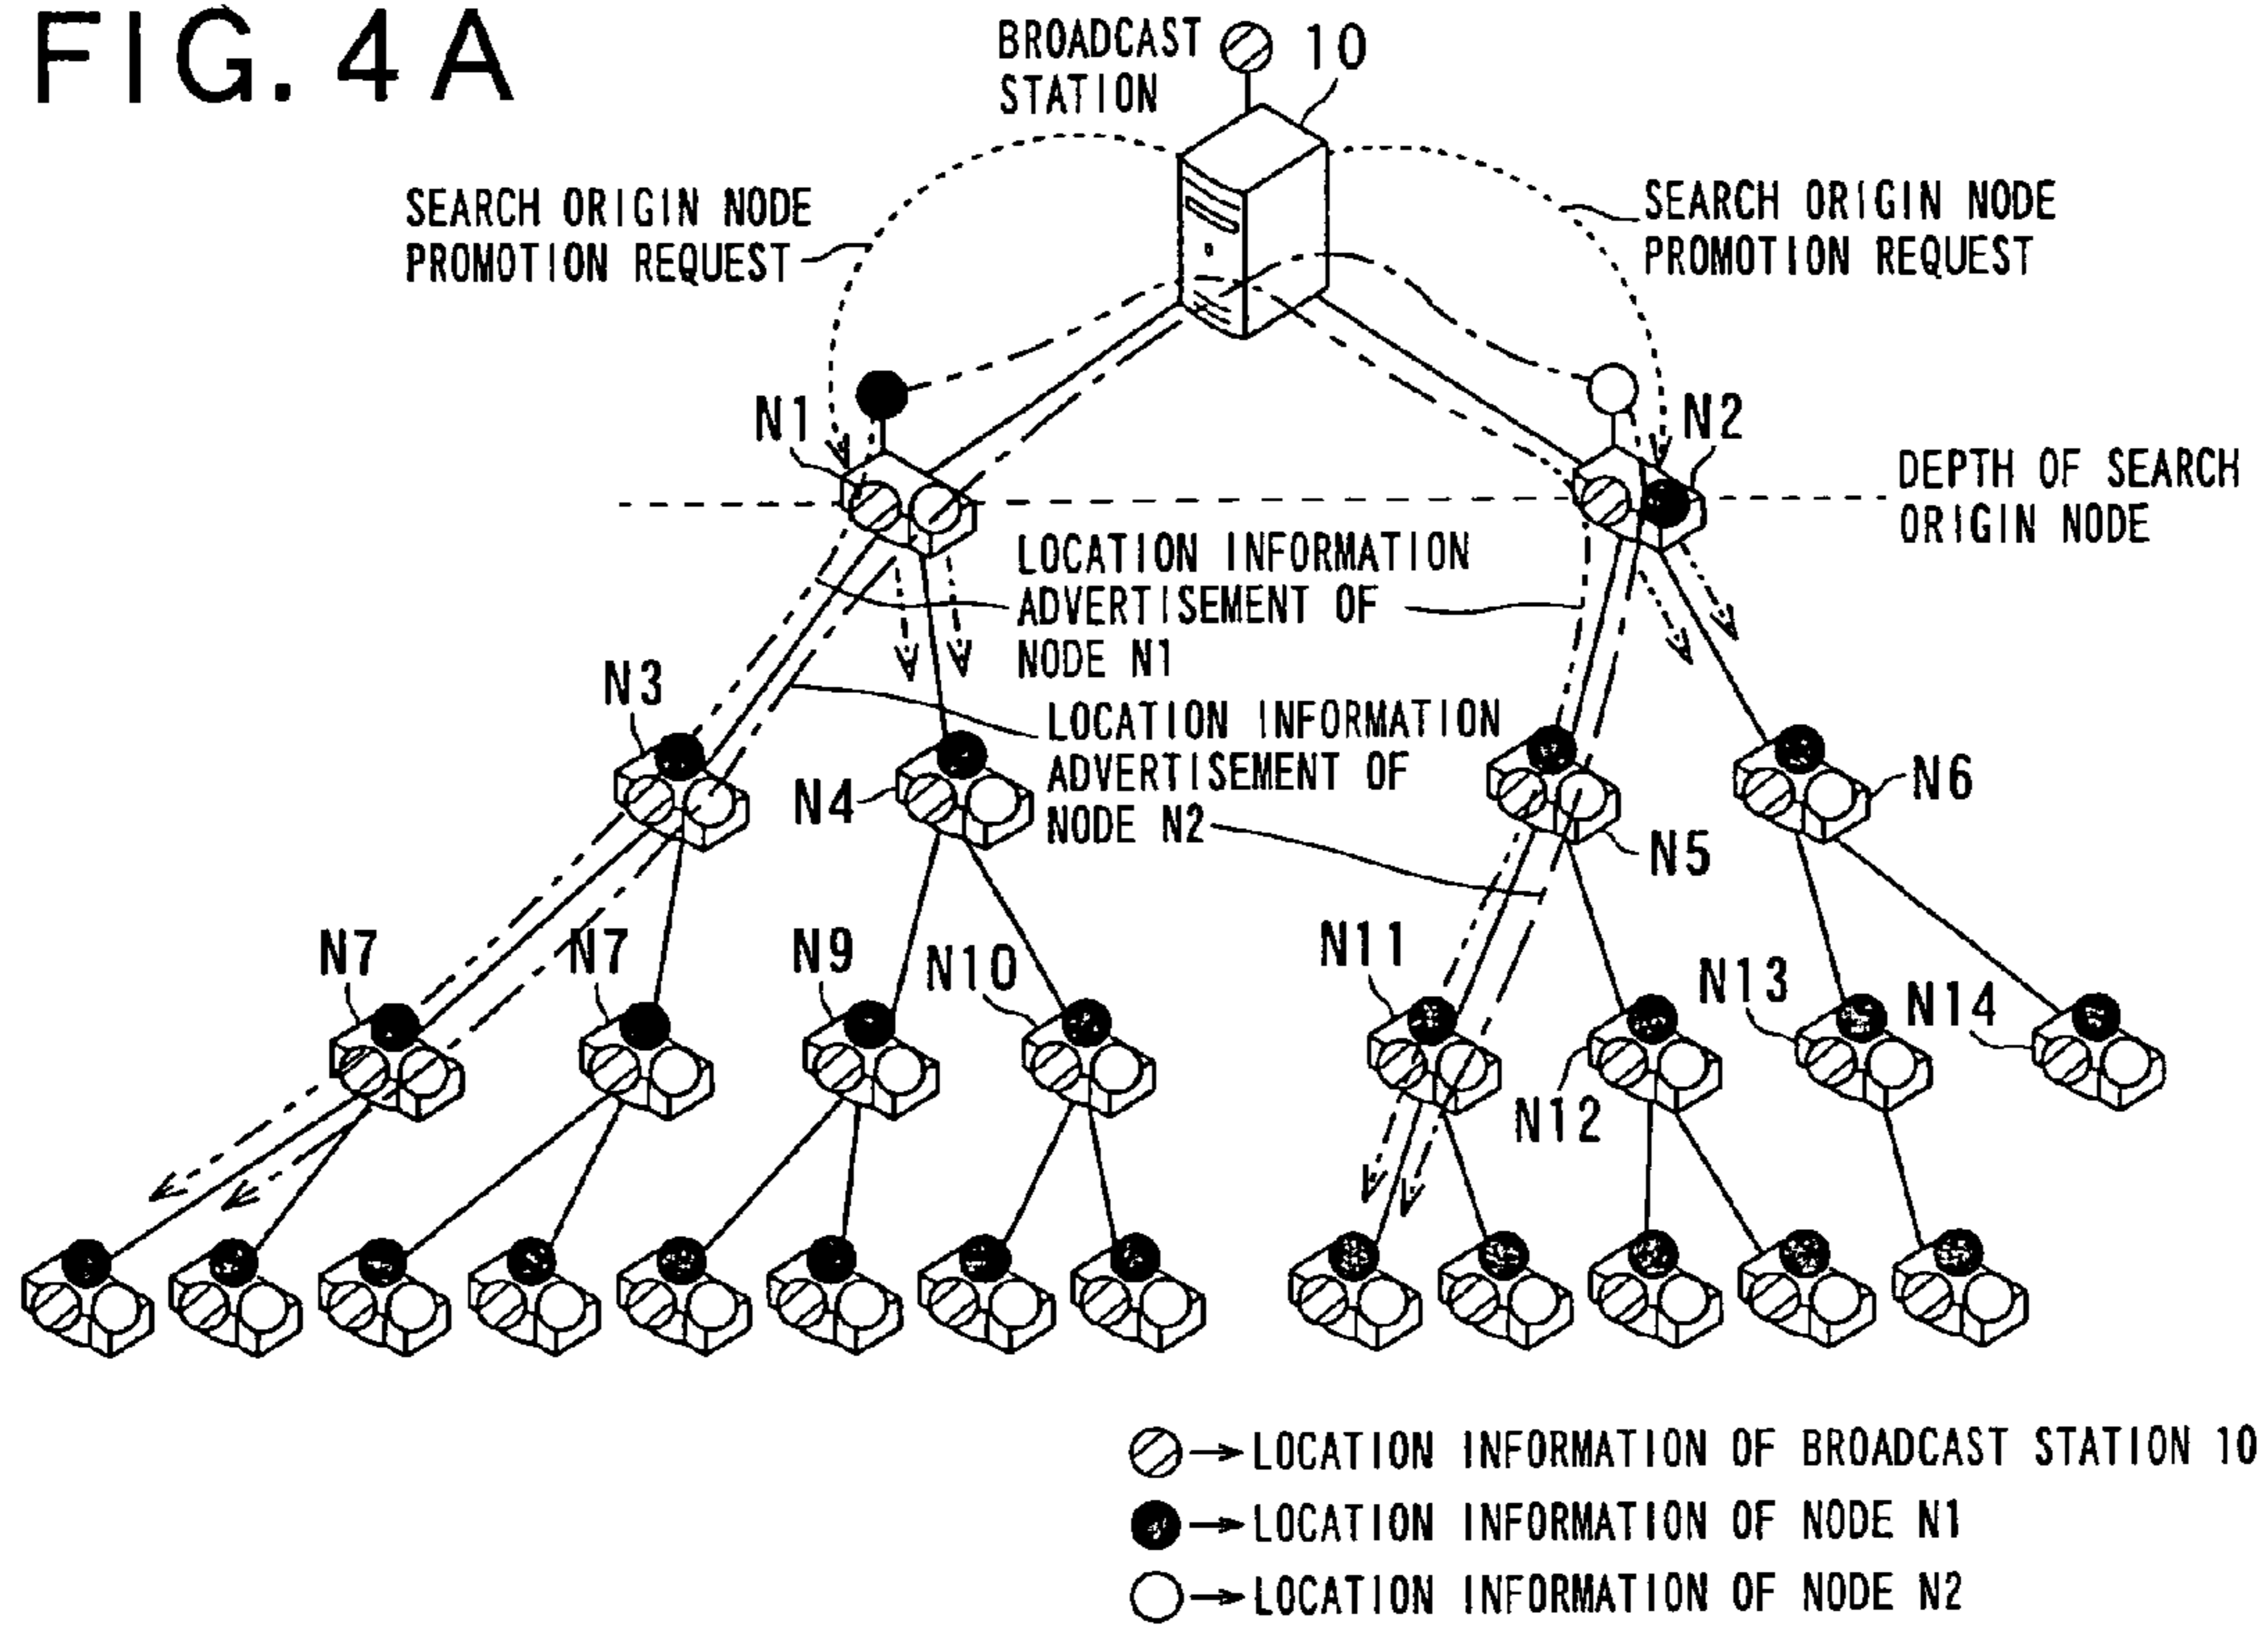 FIG. 4A
BROADCAST
STATION
10
SEARCH ORIGIN NODE
PROMOTION REQUEST
SEARCH ORIGIN NODE
PROMOTION REQUEST
N1
N2
DEPTH OF SEARCH
ORIGIN NODE
LOCATION INFORMATION
ADVERTISEMENT OF
NODE N1
N3
LOCATION INFORMATION
ADVERTISEMENT OF
NODE N2
N4
N5
N6
N7
N7
N9
N10
N11
N12
N13
N14
→LOCATION INFORMATION OF BROADCAST STATION 10
→LOCATION INFORMATION OF NODE N1
→LOCATION INFORMATION OF NODE N2